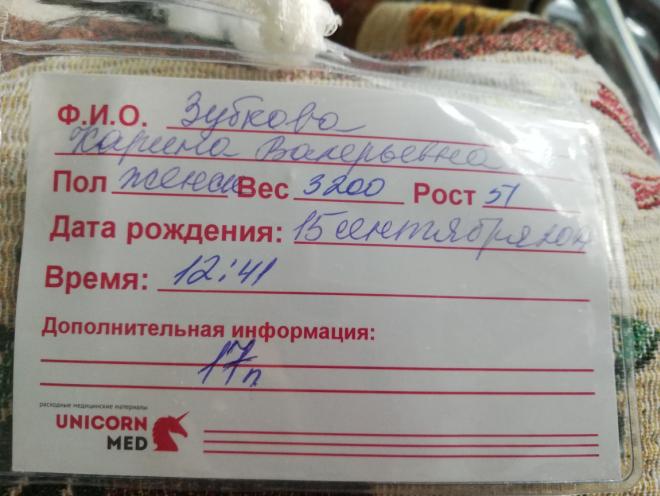 Ф.И.О. Зубкова
Карина Валерьевна
Пол женск Вес 3200 Рост 51
Дата рождения: 15 сентября
Время: 12:41
Дополнительная информация:
17п
расходные медицинские материалы
UNICORN
MED